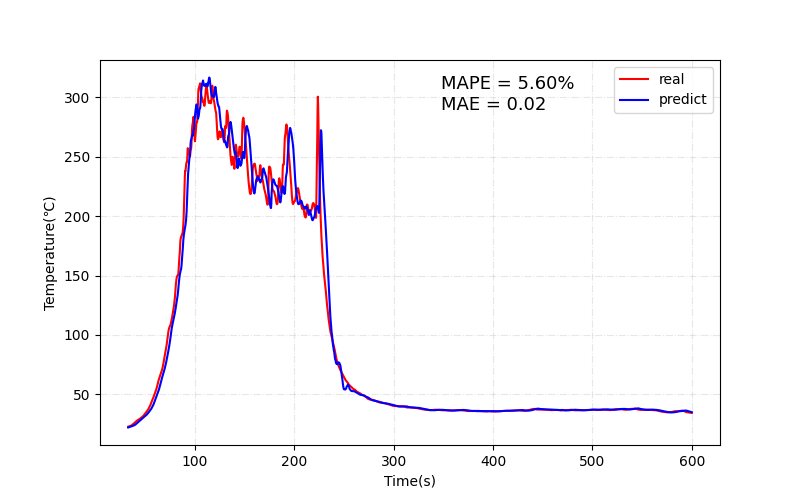 MAPE = 5.60%
MAE = 0.02
real
predict
Temperature(℃)
300
250
200
150
100
50
100
200
300
400
500
600
Time(s)